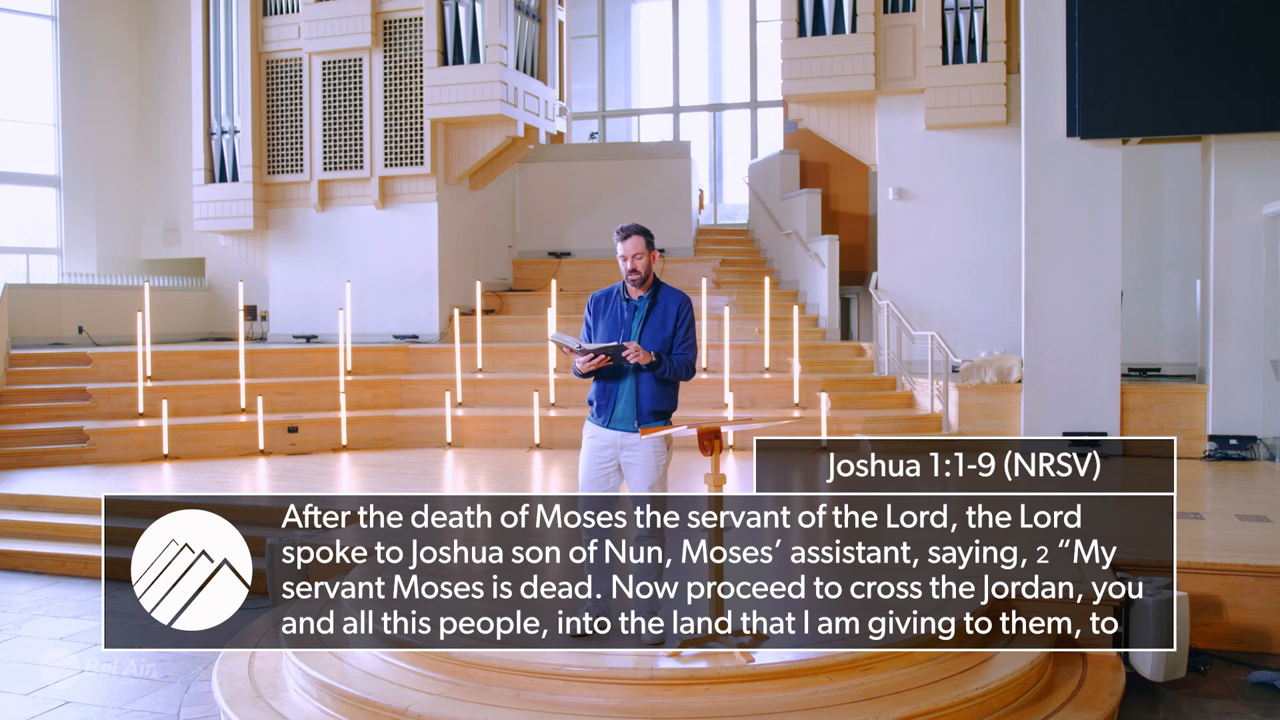 Joshua 1:1-9 (NRSV)
After the death of Moses the servant of the Lord, the Lord
spoke to Joshua son of Nun, Moses’ assistant, saying, 2 “My
servant Moses is dead. Now proceed to cross the Jordan, you
and all this people, into the land that I am giving to them, to
Bel Air